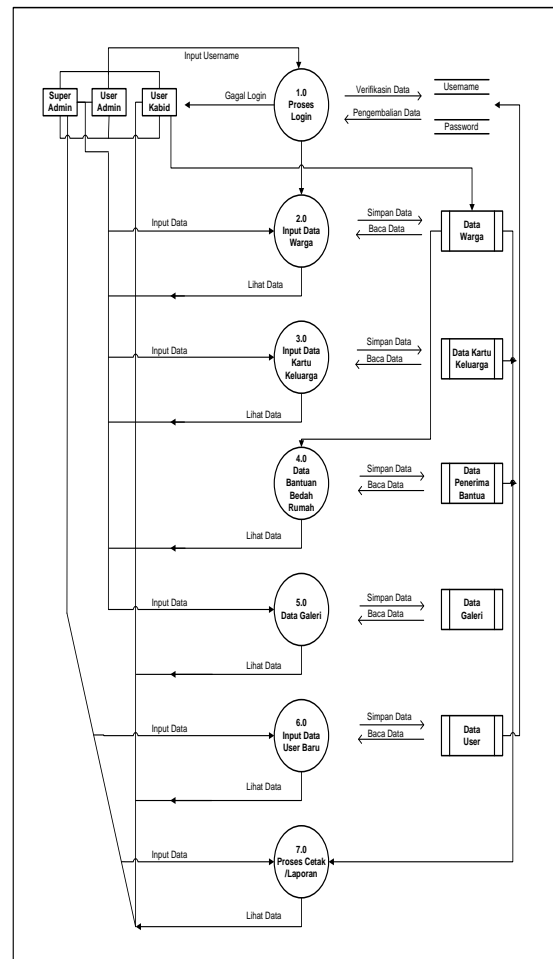 Input Username
Super
Admin
User
Admin
User
Kabid
Gagal Login
1.0
Proses
Login
Verifikasin Data
Pengembalian Data
Username
Password
Input Data
2.0
Input Data
Warga
Simpan Data
Baca Data
Data
Warga
Lihat Data
Input Data
3.0
Input Data
Kartu
Keluarga
Simpan Data
Baca Data
Data Kartu
Keluarga
Lihat Data
4.0
Data
Bantuan
Bedah
Rumah
Simpan Data
Baca Data
Data
Penerima
Bantua
Lihat Data
Input Data
5.0
Data Galeri
Simpan Data
Baca Data
Data
Galeri
Lihat Data
Input Data
6.0
Input Data
User Baru
Simpan Data
Baca Data
Data
User
Lihat Data
Input Data
7.0
Proses Cetak
/Laporan
Lihat Data